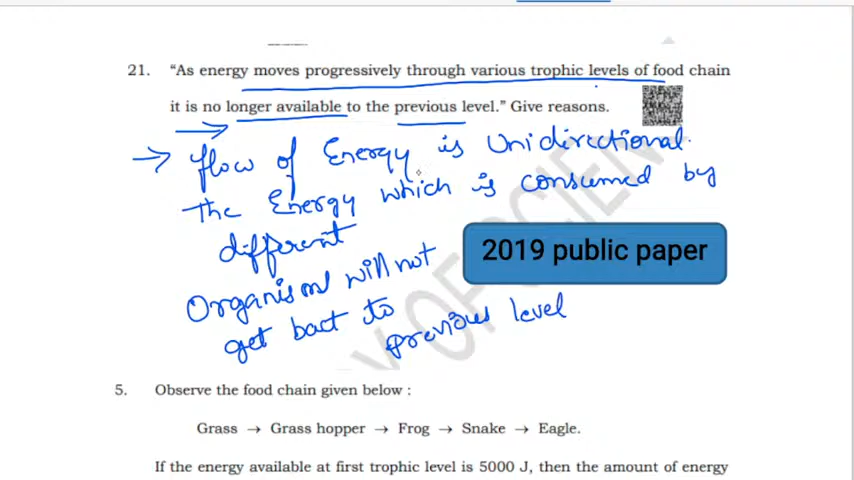 21. "As energy moves progressively through various trophic levels of food chain
it is no longer available to the previous level." Give reasons.
→ flow of Energy is Unidirectional.
The Energy which is consumed by
different
2019 public paper
Organism will not
get bact to
previous level
5. Observe the food chain given below :
Grass → Grass hopper → Frog → Snake → Eagle.
If the energy available at first trophic level is 5000 J, then the amount of energy